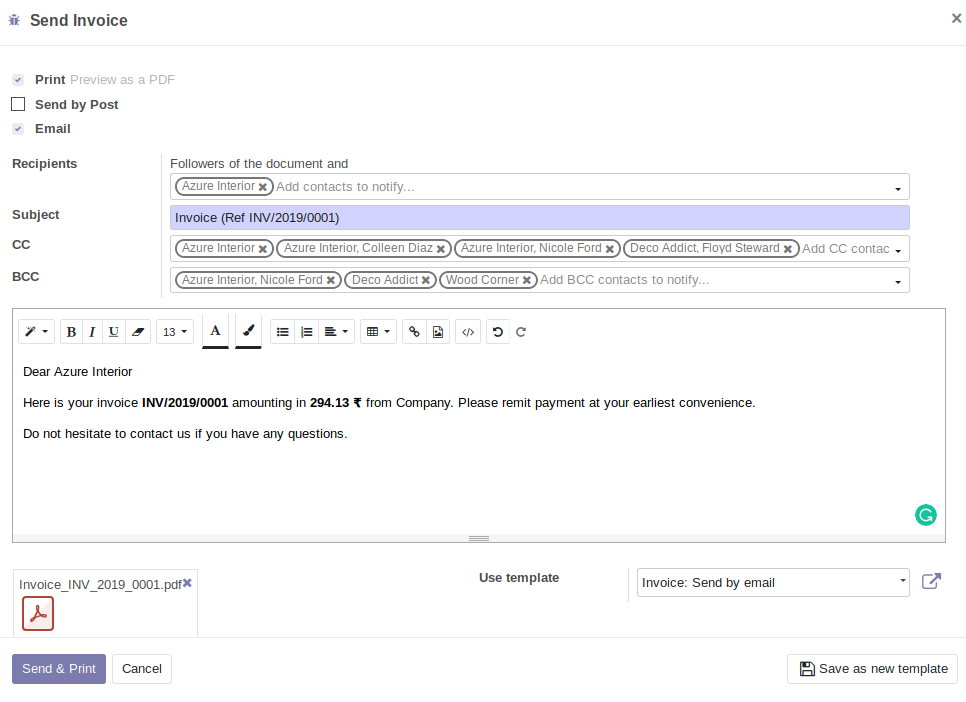 Send Invoice ×
Print Preview as a PDF
Send by Post
Email
Recipients Followers of the document and
Azure Interior Add contacts to notify...
Subject Invoice (Ref INV/2019/0001)
CC Azure Interior Azure Interior, Colleen Diaz Azure Interior, Nicole Ford Deco Addict, Floyd Steward Add CC contac
BCC Azure Interior, Nicole Ford Deco Addict Wood Corner Add BCC contacts to notify...
B I U 13 A </>
Dear Azure Interior
Here is your invoice INV/2019/0001 amounting in 294.13 ₹ from Company. Please remit payment at your earliest convenience.
Do not hesitate to contact us if you have any questions.
Invoice_INV_2019_0001.pdf Use template Invoice: Send by email
Send & Print Cancel Save as new template